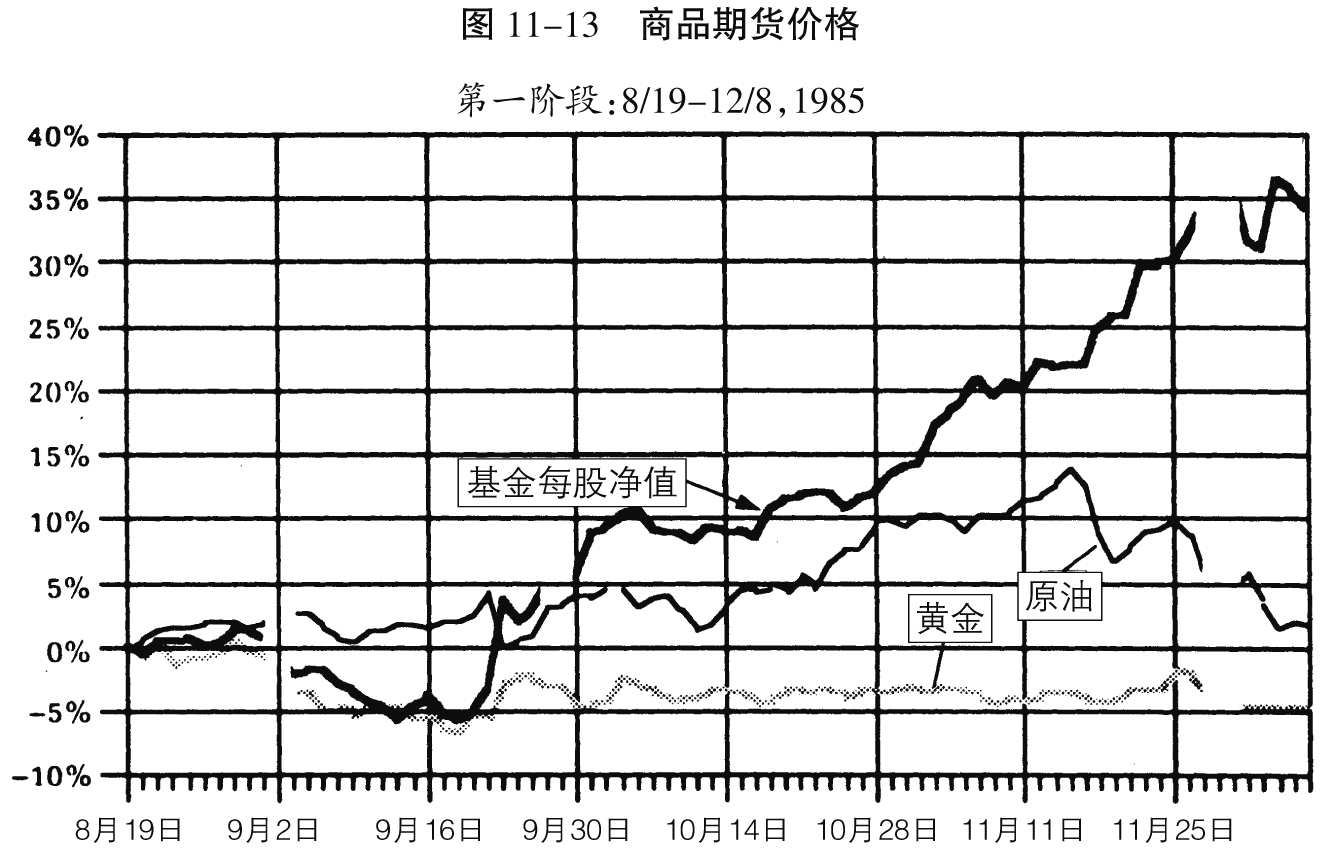 图 11–13 商品期货价格
第一阶段:8/19–12/8,1985
40%
35%
30%
25%
20%
15%
10%
5%
0%
−5%
−10%
基金每股净值
原油
黄金
8月19日 9月2日 9月16日 9月30日 10月14日 10月28日 11月11日 11月25日